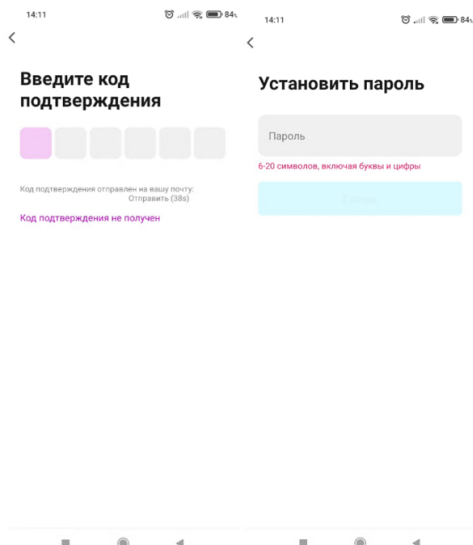 14:11
84
Введите код
подтверждения
Код подтверждения отправлен на вашу почту:
Отправить (38s)
Код подтверждения не получен
14:11
84
Установить пароль
Пароль
6-20 символов, включая буквы и цифры